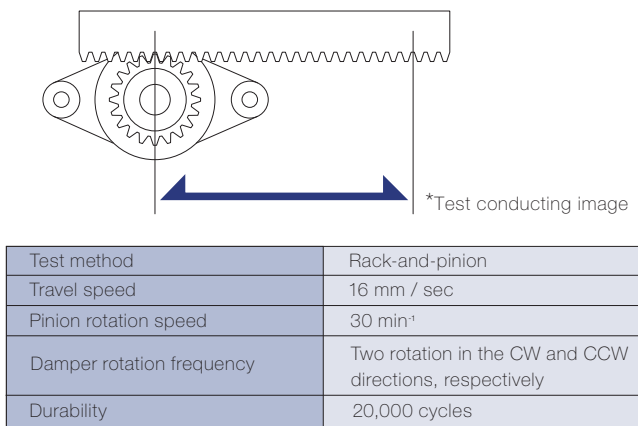 *Test conducting image
Test method
Rack-and-pinion
Travel speed
16 mm / sec
Pinion rotation speed
30 min⁻¹
Damper rotation frequency
Two rotation in the CW and CCW
directions, respectively
Durability
20,000 cycles